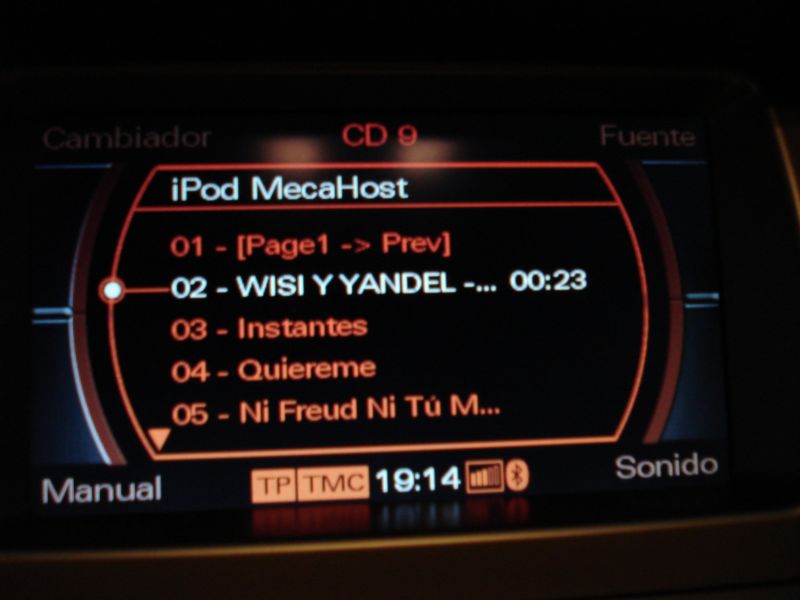 Cambiador CD 9 Fuente
iPod MecaHost
01 - [Page1 -> Prev]
02 - WISI Y YANDEL -... 00:23
03 - Instantes
04 - Quiereme
05 - Ni Freud Ni Tú M...
Manual TP TMC 19:14 Sonido